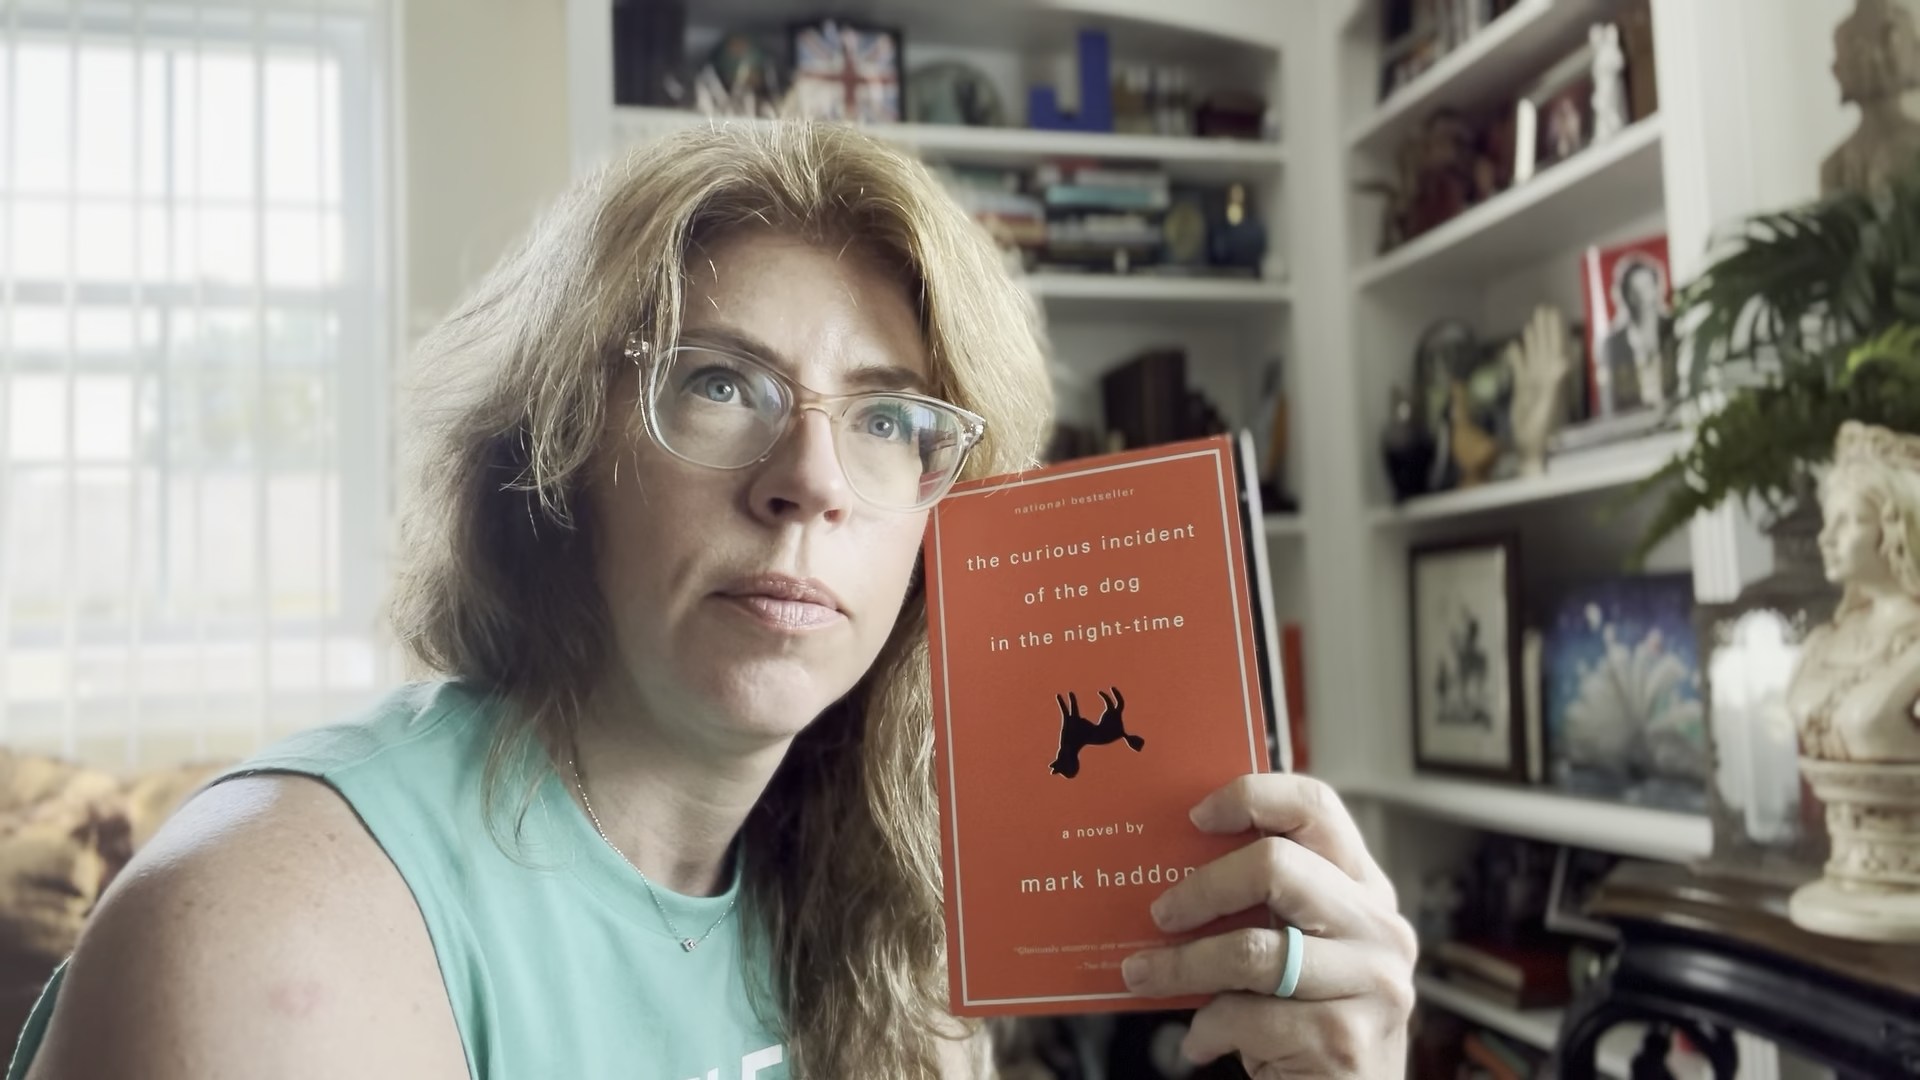 national bestseller
the curious incident
of the dog
in the night-time
a novel by
mark haddon
J